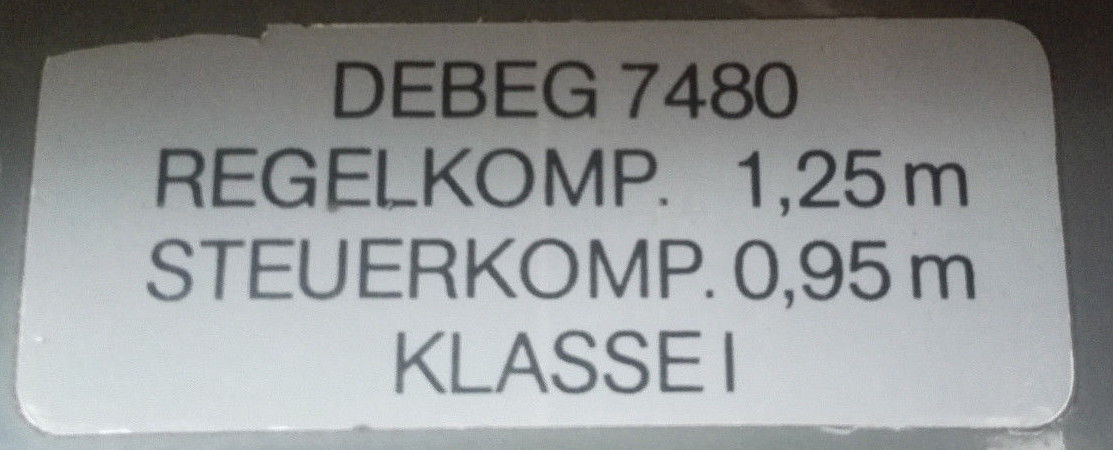 DEBEG 7480
REGELKOMP. 1,25 m
STEUERKOMP. 0,95 m
KLASSE I